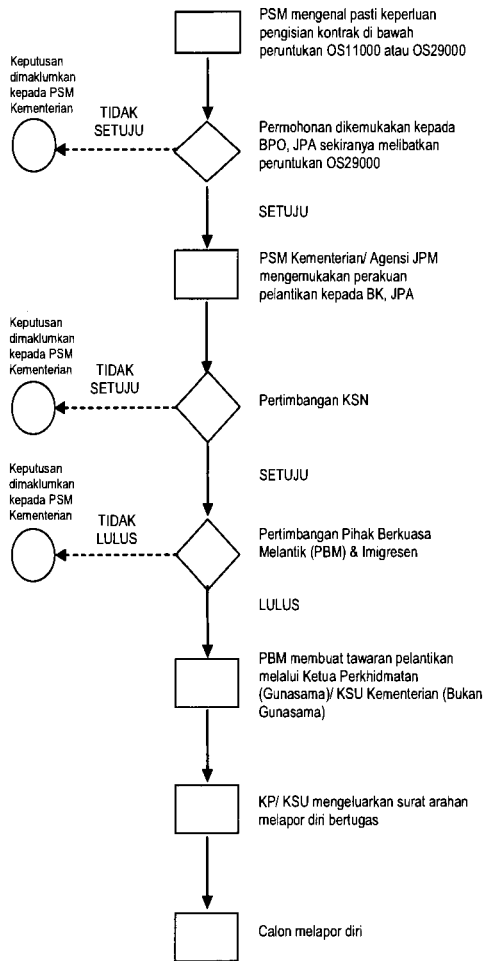 PSM mengenal pasti keperluan
pengisian kontrak di bawah
peruntukan OS11000 atau OS29000
Keputusan
dimaklumkan
kepada PSM
Kementerian
TIDAK
SETUJU
Permohonan dikemukakan kepada
BPO, JPA sekiranya melibatkan
peruntukan OS29000
SETUJU
PSM Kementerian/ Agensi JPM
mengemukakan perakuan
pelantikan kepada BK, JPA
Keputusan
dimaklumkan
kepada PSM
Kementerian
TIDAK
SETUJU
Pertimbangan KSN
SETUJU
Keputusan
dimaklumkan
kepada PSM
Kementerian
TIDAK
LULUS
Pertimbangan Pihak Berkuasa
Melantik (PBM) & Imigresen
LULUS
PBM membuat tawaran pelantikan
melalui Ketua Perkhidmatan
(Gunasama)/ KSU Kementerian (Bukan
Gunasama)
KP/ KSU mengeluarkan surat arahan
melapor diri bertugas
Calon melapor diri